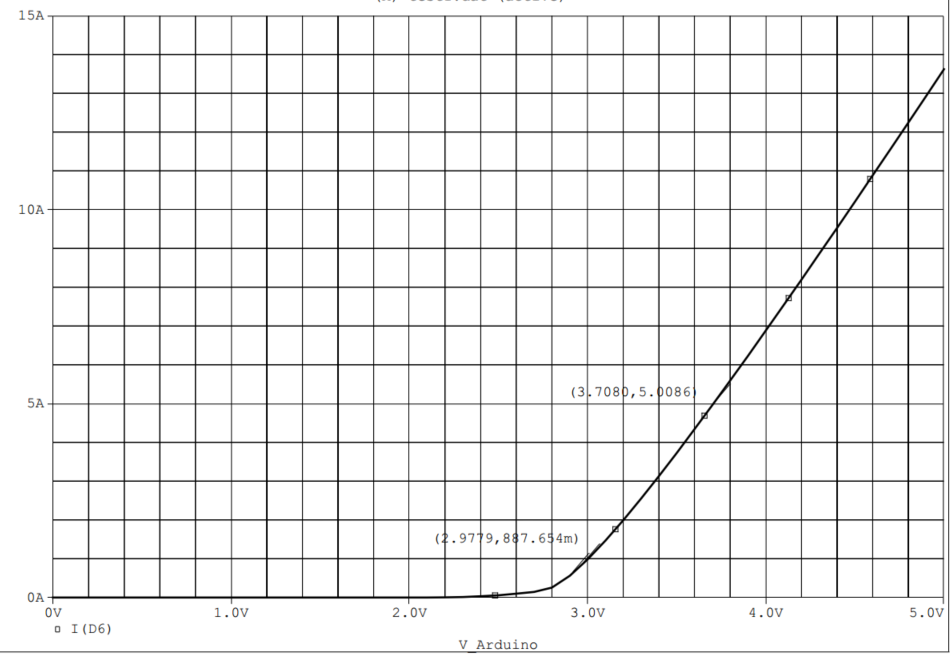 15A
10A
(3.7080,5.0086)
5A
(2.9779,887.654m)
0A
0V 1.0V 2.0V 3.0V 4.0V 5.0V
I(D6)
V_Arduino